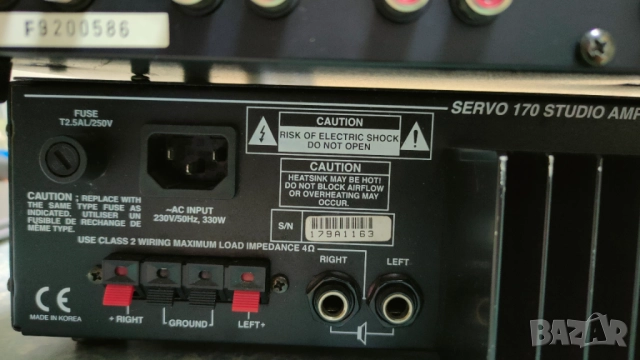 F9200586
SERVO 170 STUDIO AMP
FUSE
T2.5AL/250V
CAUTION
RISK OF ELECTRIC SHOCK
DO NOT OPEN
CAUTION
HEATSINK MAY BE HOT!
DO NOT BLOCK AIRFLOW
OR OVERHEATING MAY
OCCUR.
CAUTION ; REPLACE WITH
THE SAME TYPE FUSE AS
INDICATED. UTILISER UN
FUSIBLE DE RECHANGE DE
MÊME TYPE.
~AC INPUT
230V/50Hz, 330W
S/N
179A1163
USE CLASS 2 WIRING MAXIMUM LOAD IMPEDANCE 4Ω
RIGHT
LEFT
CE
MADE IN KOREA
+ RIGHT
GROUND
LEFT+
BAZAR
bazar.bg